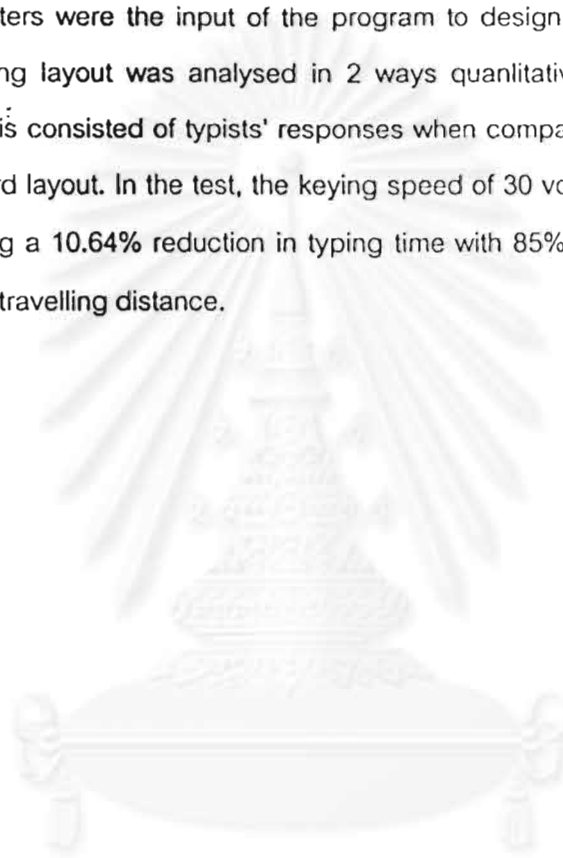 ters were the input of the program to design
ng layout was analysed in 2 ways quanlitativ
is consisted of typists' responses when compa
d layout. In the test, the keying speed of 30 vo
g a 10.64% reduction in typing time with 85%
travelling distance.